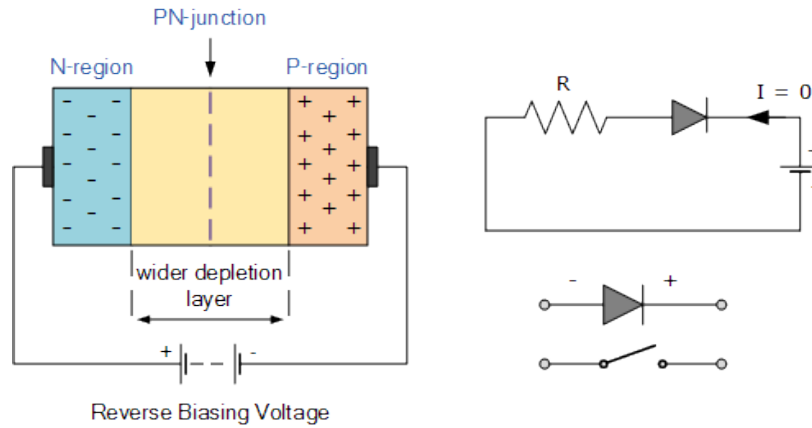 PN-junction
N-region
P-region
- - - - - - - - - - - - - -
+ + + + + + + + + + + + + +
wider depletion
layer
+ -
Reverse Biasing Voltage
R
I = 0
- +